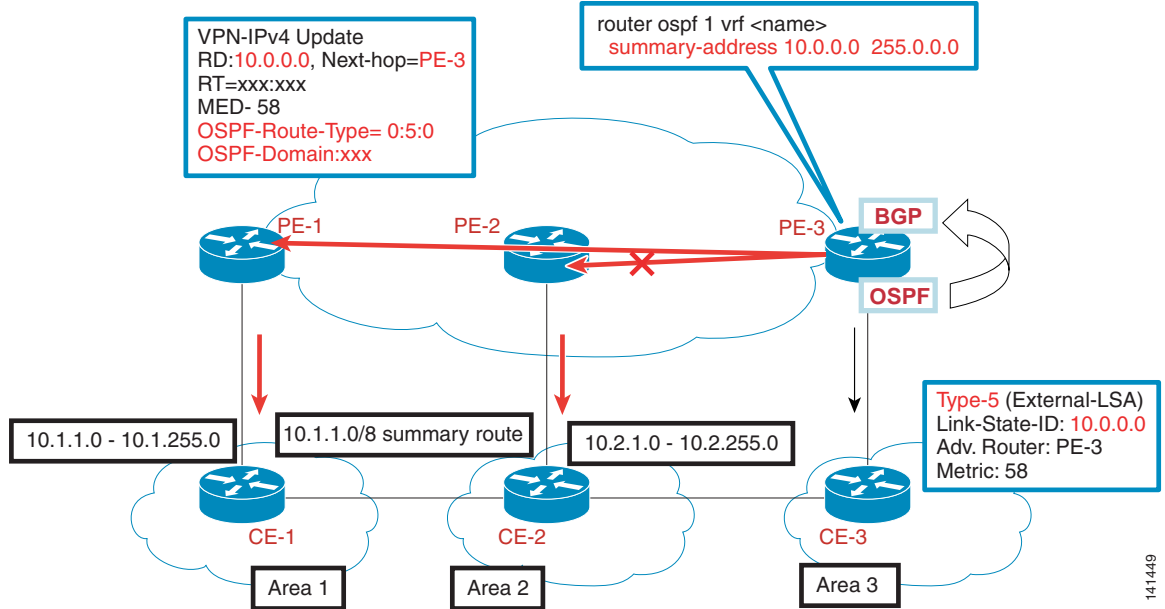 VPN-IPv4 Update
RD:10.0.0.0, Next-hop=PE-3
RT=xxx:xxx
MED- 58
OSPF-Route-Type= 0:5:0
OSPF-Domain:xxx
router ospf 1 vrf <name>
summary-address 10.0.0.0 255.0.0.0
PE-1
PE-2
PE-3
BGP
OSPF
10.1.1.0 - 10.1.255.0
10.1.1.0/8 summary route
10.2.1.0 - 10.2.255.0
Type-5 (External-LSA)
Link-State-ID: 10.0.0.0
Adv. Router: PE-3
Metric: 58
CE-1
CE-2
CE-3
Area 1
Area 2
Area 3
141449